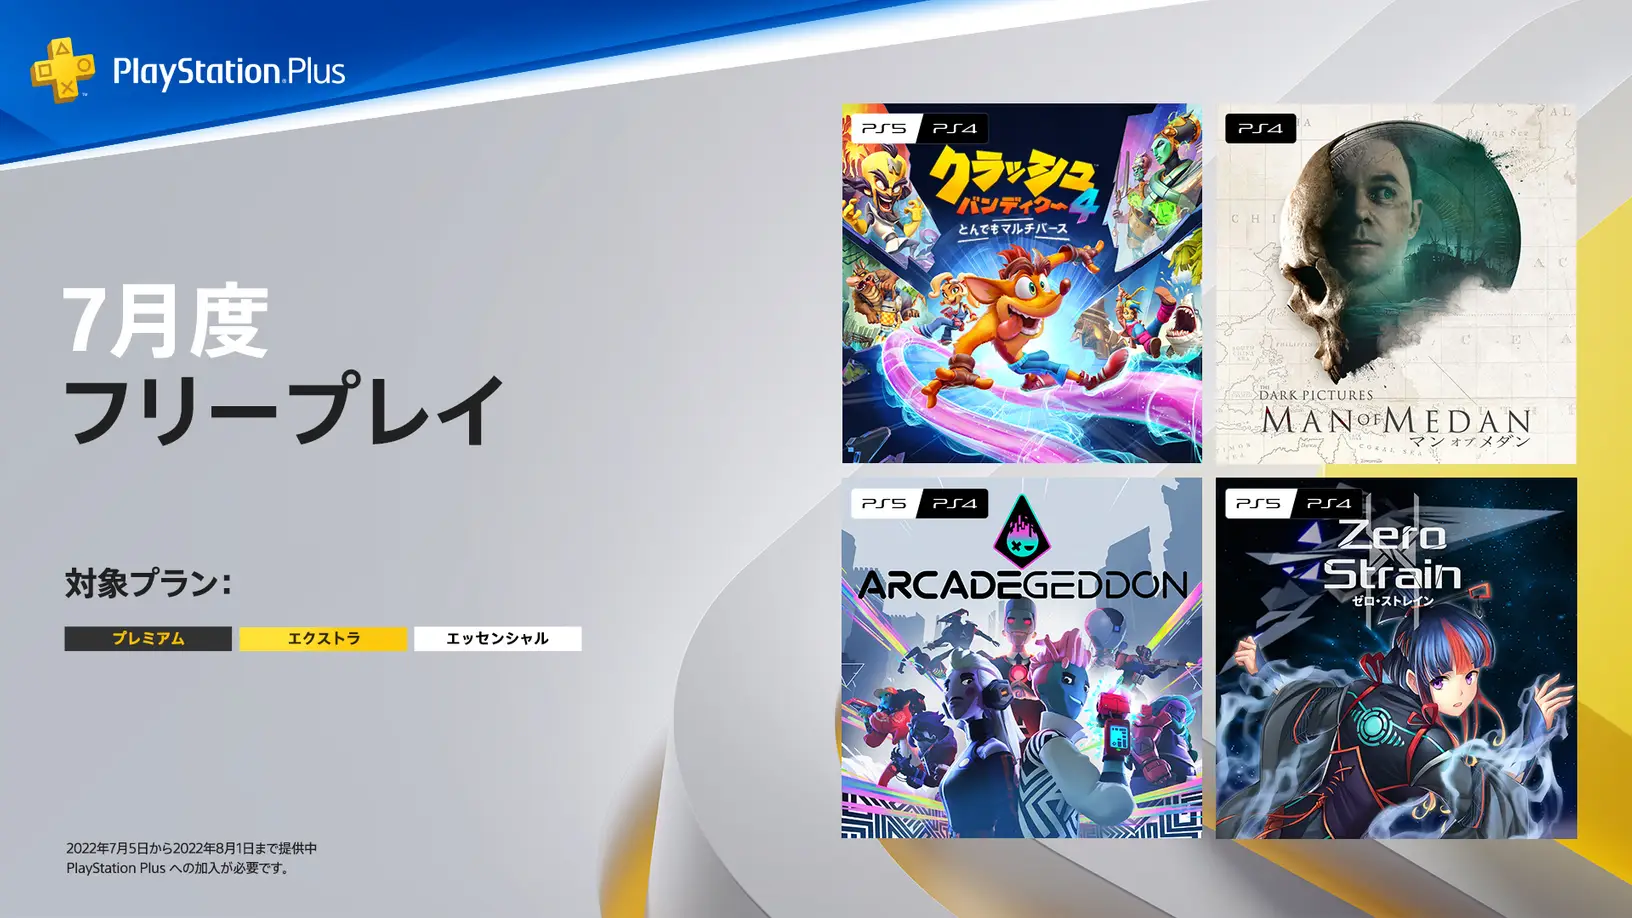 PlayStation.Plus
7月度
フリープレイ
対象プラン:
プレミアム
エクストラ
エッセンシャル
2022年7月5日から2022年8月1日まで提供中
PlayStation Plus への加入が必要です。
PS5 PS4
クラッシュ
バンディクー4
とんでもマルチバース
PS4
THE
DARK PICTURES
MAN OF MEDAN
マン オブ メダン
PS5 PS4
ARCADEGEDDON
PS5 PS4
Zero
Strain
ゼロ・ストレイン